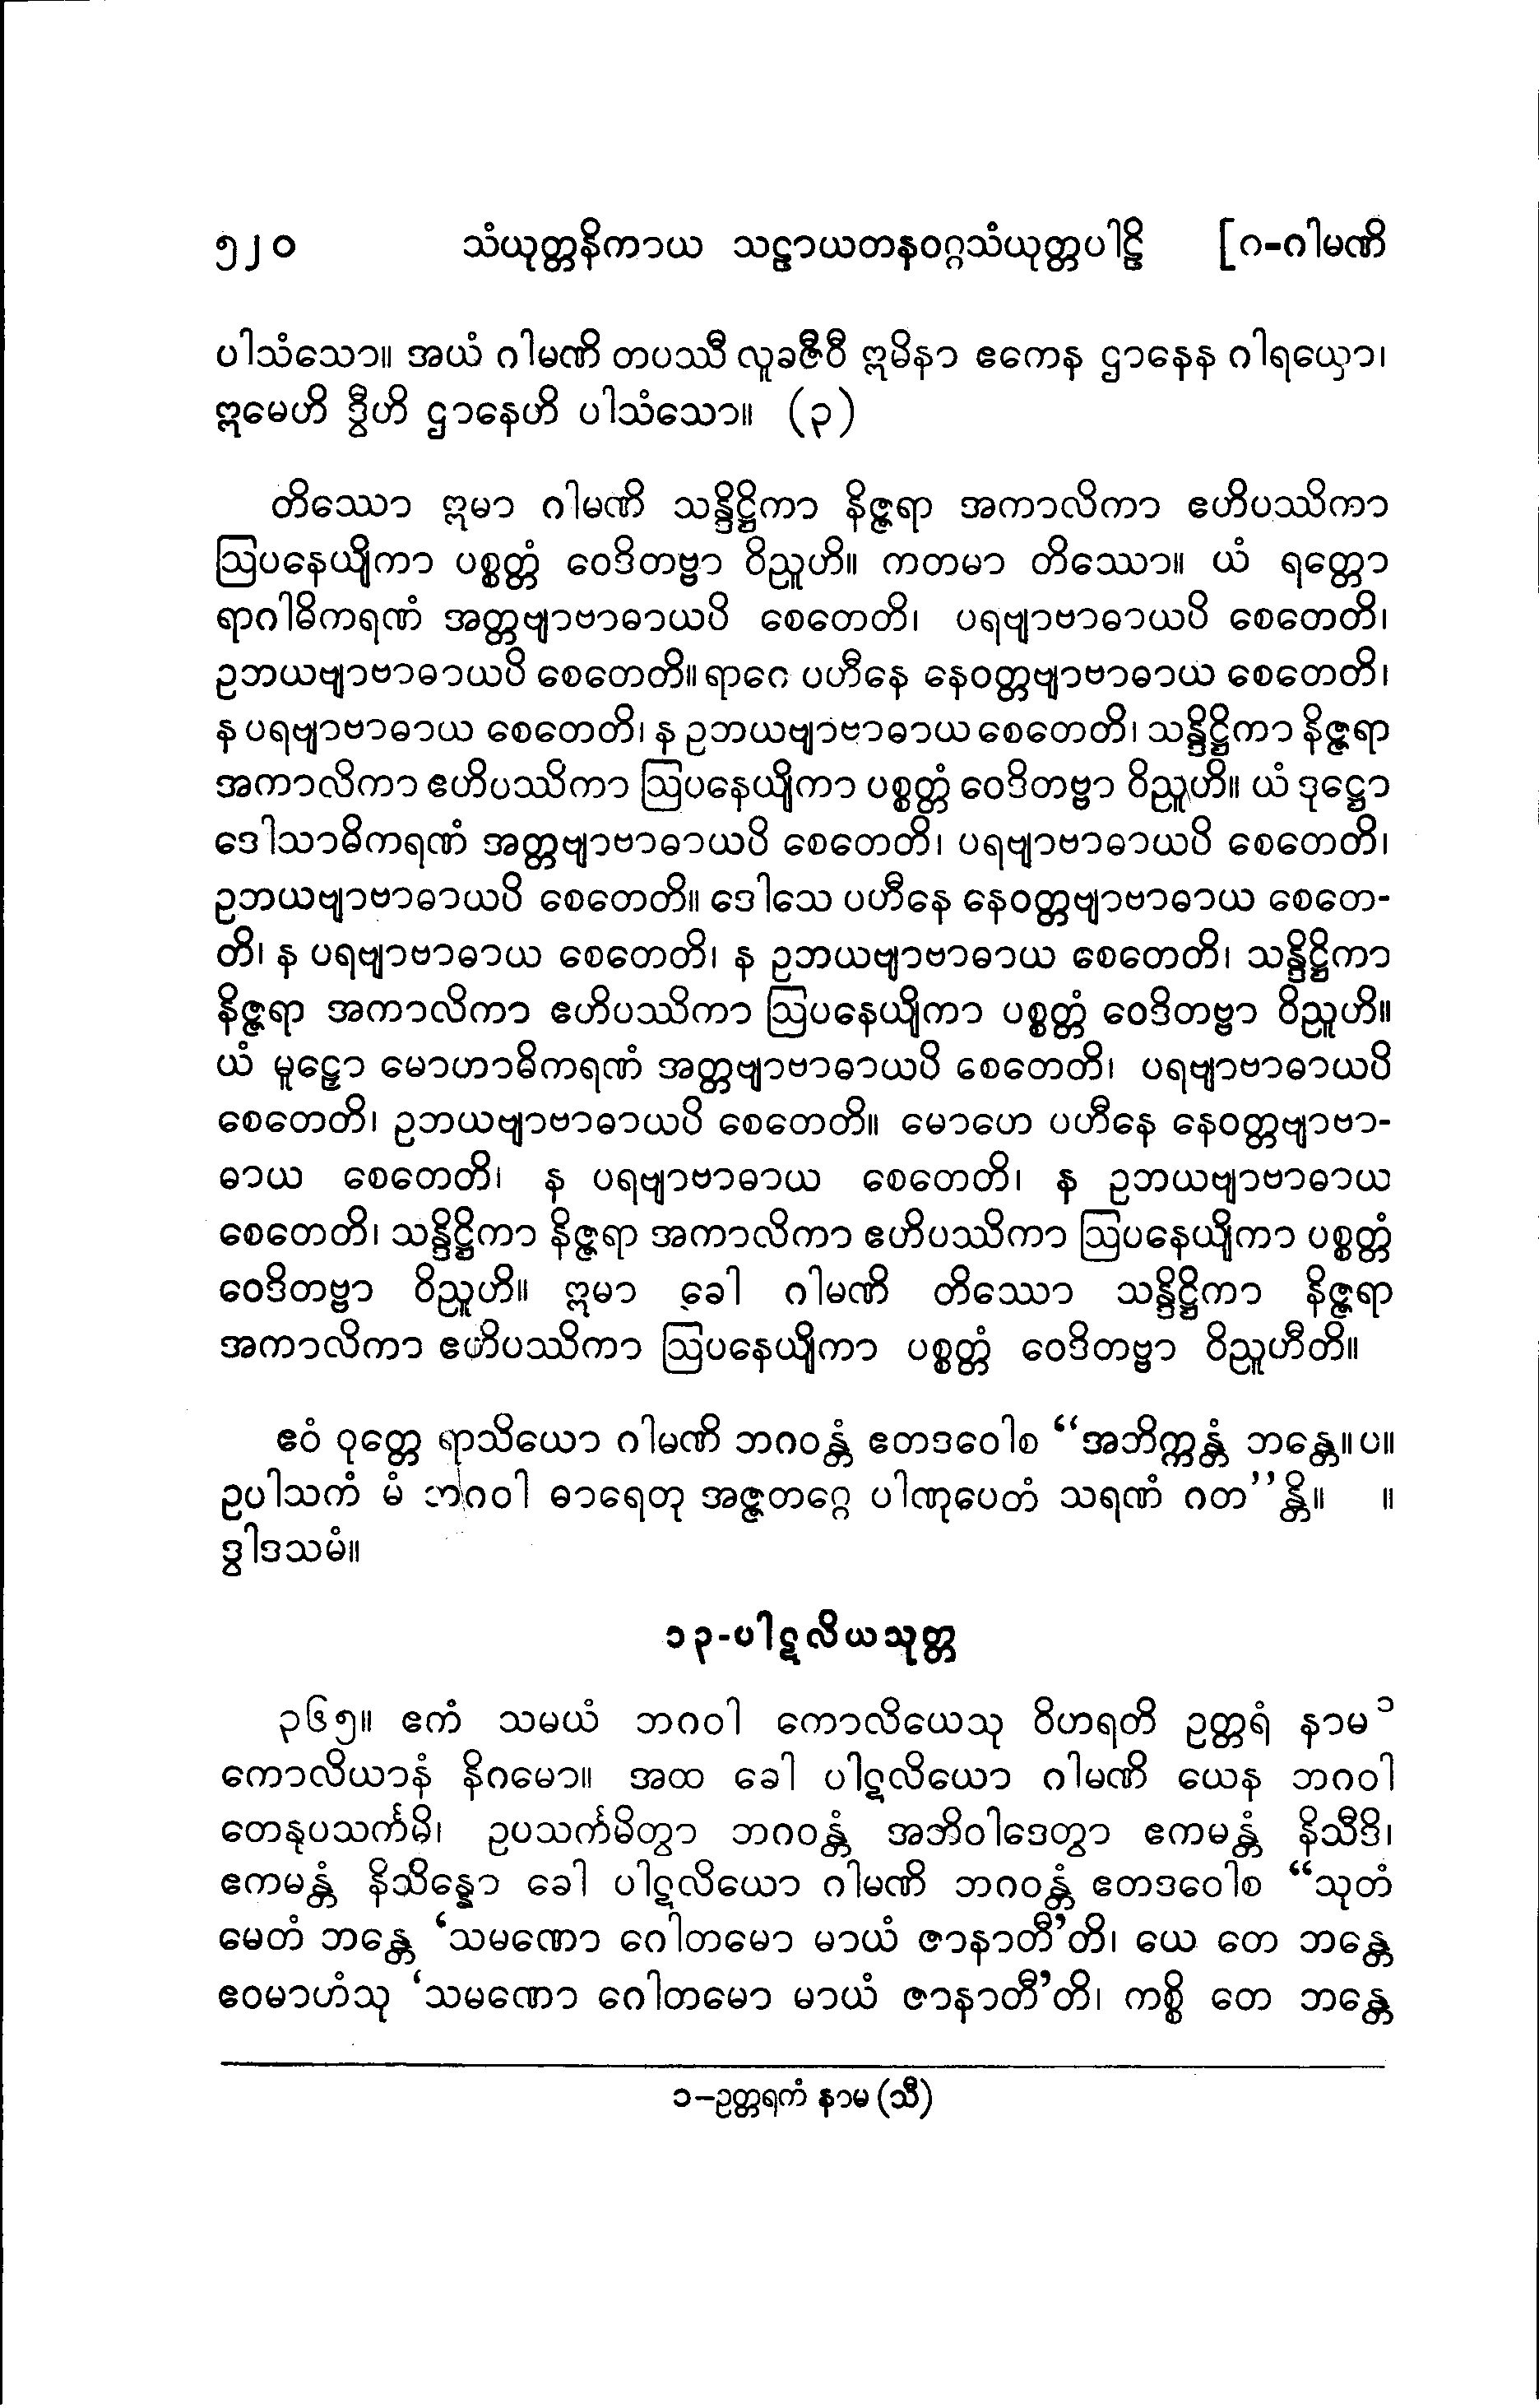 ၅၂၀ သံယုတ္တနိကာယ သဠာယတနဝဂ္ဂသံယုတ္တပါဠိ [ဂ-ဂါမဏိ
ပါသံသော။ အယံ ဂါမဏိ တပဿီ လူခဇီဝီ ဣမိနာ ဧကေန ဌာနေန ဂါရယှော၊
ဣမေဟိ ဒွီဟိ ဌာနေဟိ ပါသံသော။ (၃)
တိဿော ဣမာ ဂါမဏိ သန္ဒိဋ္ဌိကာ နိဇ္ဇရာ အကာလိကာ ဧဟိပဿိကာ
ဩပနေယျိကာ ပစ္စတ္တံ ဝေဒိတဗ္ဗာ ဝိညူဟိ။ ကတမာ တိဿော။ ယံ ရတ္တော
ရာဂါဓိကရဏံ အတ္တဗျာဗာဓာယပိ စေတေတိ၊ ပရဗျာဗာဓာယပိ စေတေတိ၊
ဥဘယဗျာဗာဓာယပိ စေတေတိ။ ရာဂေ ပဟီနေ နေဝတ္တဗျာဗာဓာယ စေတေတိ၊
န ပရဗျာဗာဓာယ စေတေတိ၊ န ဥဘယဗျာဗာဓာယ စေတေတိ၊ သန္ဒိဋ္ဌိကာ နိဇ္ဇရာ
အကာလိကာ ဧဟိပဿိကာ ဩပနေယျိကာ ပစ္စတ္တံ ဝေဒိတဗ္ဗာ ဝိညူဟိ။ ယံ ဒုဋ္ဌော
ဒေါသာဓိကရဏံ အတ္တဗျာဗာဓာယပိ စေတေတိ၊ ပရဗျာဗာဓာယပိ စေတေတိ၊
ဥဘယဗျာဗာဓာယပိ စေတေတိ။ ဒေါသေ ပဟီနေ နေဝတ္တဗျာဗာဓာယ စေတေ-
တိ၊ န ပရဗျာဗာဓာယ စေတေတိ၊ န ဥဘယဗျာဗာဓာယ စေတေတိ၊ သန္ဒိဋ္ဌိကာ
နိဇ္ဇရာ အကာလိကာ ဧဟိပဿိကာ ဩပနေယျိကာ ပစ္စတ္တံ ဝေဒိတဗ္ဗာ ဝိညူဟိ။
ယံ မူဠှော မောဟာဓိကရဏံ အတ္တဗျာဗာဓာယပိ စေတေတိ၊ ပရဗျာဗာဓာယပိ
စေတေတိ၊ ဥဘယဗျာဗာဓာယပိ စေတေတိ။ မောဟေ ပဟီနေ နေဝတ္တဗျာဗာ-
ဓာယ စေတေတိ၊ န ပရဗျာဗာဓာယ စေတေတိ၊ န ဥဘယဗျာဗာဓာယ
စေတေတိ၊ သန္ဒိဋ္ဌိကာ နိဇ္ဇရာ အကာလိကာ ဧဟိပဿိကာ ဩပနေယျိကာ ပစ္စတ္တံ
ဝေဒိတဗ္ဗာ ဝိညူဟိ။ ဣမာ ခေါ ဂါမဏိ တိဿော သန္ဒိဋ္ဌိကာ နိဇ္ဇရာ
အကာလိကာ ဧဟိပဿိကာ ဩပနေယျိကာ ပစ္စတ္တံ ဝေဒိတဗ္ဗာ ဝိညူဟီတိ။
ဧဝံ ဝုတ္တေ ရာသိယော ဂါမဏိ ဘဂဝန္တံ ဧတဒဝေါစ “အဘိက္ကန္တံ ဘန္တေ။ပ။
ဥပါသကံ မံ ဘဂဝါ ဓာရေတု အဇ္ဇတဂ္ဂေ ပါဏုပေတံ သရဏံ ဂတ’’န္တိ။ ။
ဒွါဒသမံ။
၁၃-ပါဋလိယသုတ္တ
၃၆၅။ ဧကံ သမယံ ဘဂဝါ ကောလိယေသု ဝိဟရတိ ဥတ္တရံ နာမ ၁
ကောလိယာနံ နိဂမော။ အထ ခေါ ပါဋလိယော ဂါမဏိ ယေန ဘဂဝါ
တေနုပသင်္ကမိ၊ ဥပသင်္ကမိတွာ ဘဂဝန္တံ အဘိဝါဒေတွာ ဧကမန္တံ နိသီဒိ၊
ဧကမန္တံ နိသိန္နော ခေါ ပါဋလိယော ဂါမဏိ ဘဂဝန္တံ ဧတဒဝေါစ “သုတံ
မေတံ ဘန္တေ ‘သမဏော ဂေါတမော မာယံ ဇာနာတီ’တိ၊ ယေ တေ ဘန္တေ
ဧဝမာဟံသု ‘သမဏော ဂေါတမော မာယံ ဇာနာတီ’တိ၊ ကစ္စိ တေ ဘန္တေ
၁–ဥတ္တရကံ နာမ (သီ)